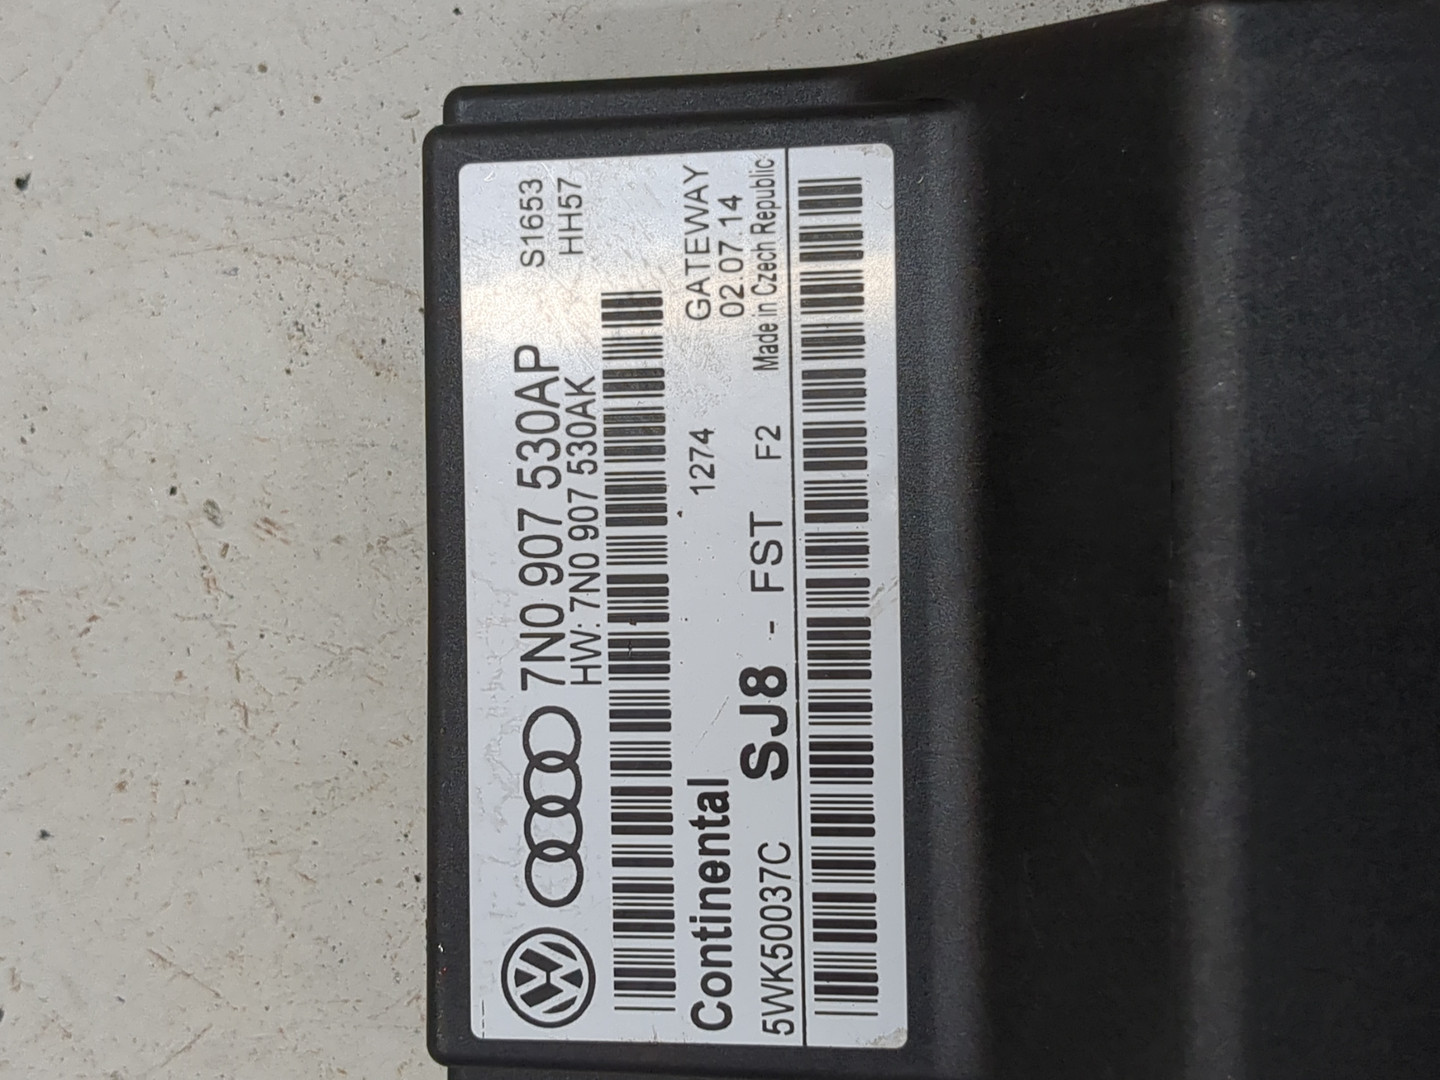 7N0 907 530AP S1653
HW: 7N0 907 530AK HH57
Continental 1274 GATEWAY
02.07.14
5WK50037C SJ8 - FST F2 Made in Czech Republic